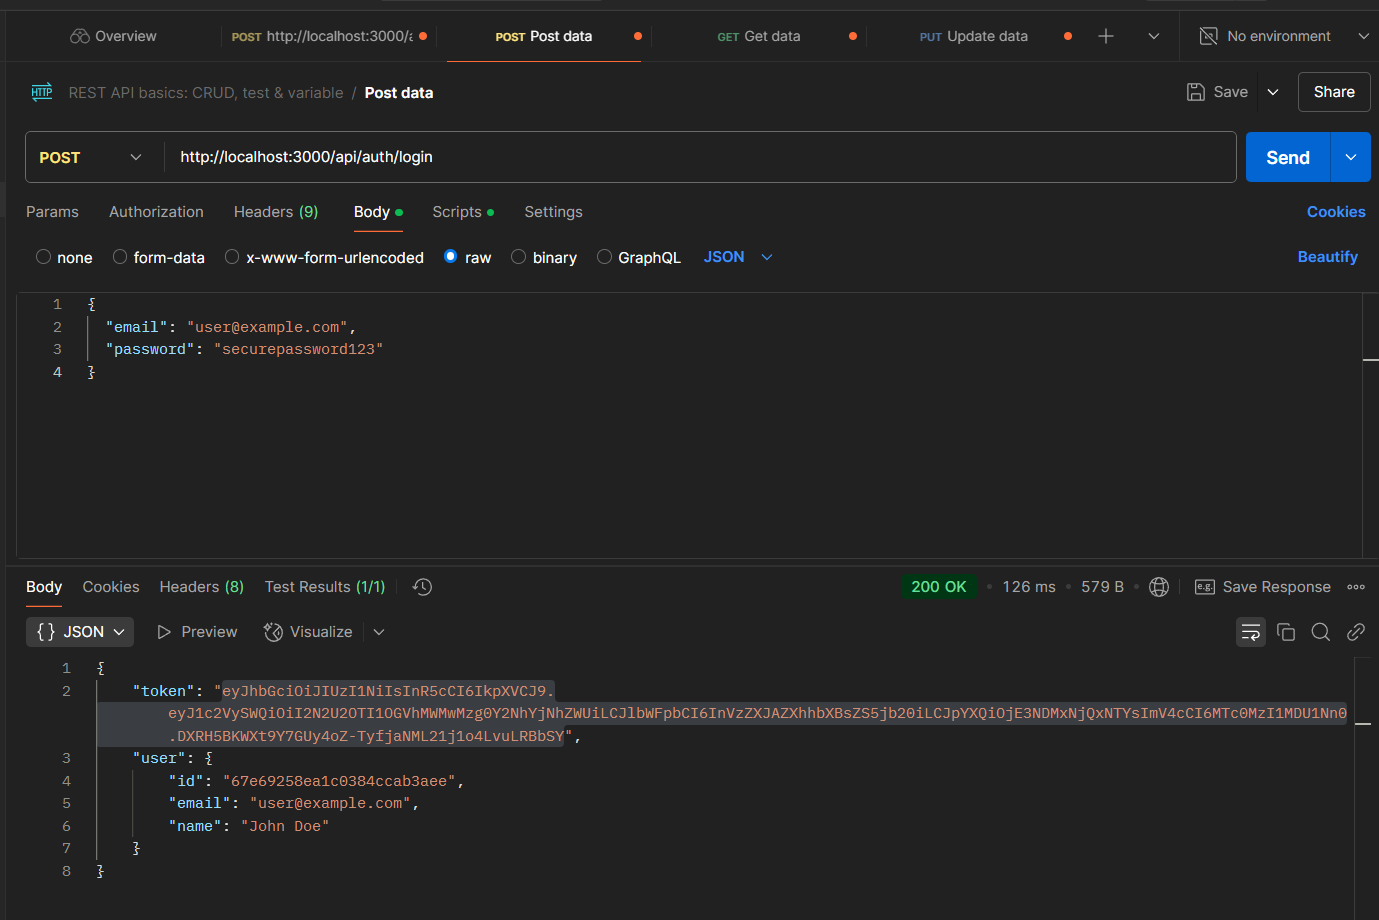 Overview
POST http://localhost:3000/a
POST Post data
GET Get data
PUT Update data
No environment
HTTP REST API basics: CRUD, test & variable / Post data
Save
Share
POST
http://localhost:3000/api/auth/login
Send
Params Authorization Headers (9) Body Scripts Settings
Cookies
none form-data x-www-form-urlencoded raw binary GraphQL JSON
Beautify
1 {
2 "email": "user@example.com",
3 "password": "securepassword123"
4 }
Body Cookies Headers (8) Test Results (1/1)
200 OK • 126 ms • 579 B •
e.g. Save Response
{} JSON Preview Visualize
1 {
2 "token": "eyJhbGciOiJIUzI1NiIsInR5cCI6IkpXVCJ9.
eyJ1c2VySWQiOiI2N2U2OTI1OGVhMWMwMzg0Y2NhYjNhZWUiLCJlbWFpbCI6InVzZXJAZXhhbXBsZS5jb20iLCJpYXQiOjE3NDMxNjQxNTYsImV4cCI6MTc0MzI1MDU1Nn0
.DXRH5BKWXt9Y7GUy4oZ-TyfjaNML21j1o4LvuLRBbSY",
3 "user": {
4 "id": "67e69258ea1c0384ccab3aee",
5 "email": "user@example.com",
6 "name": "John Doe"
7 }
8 }